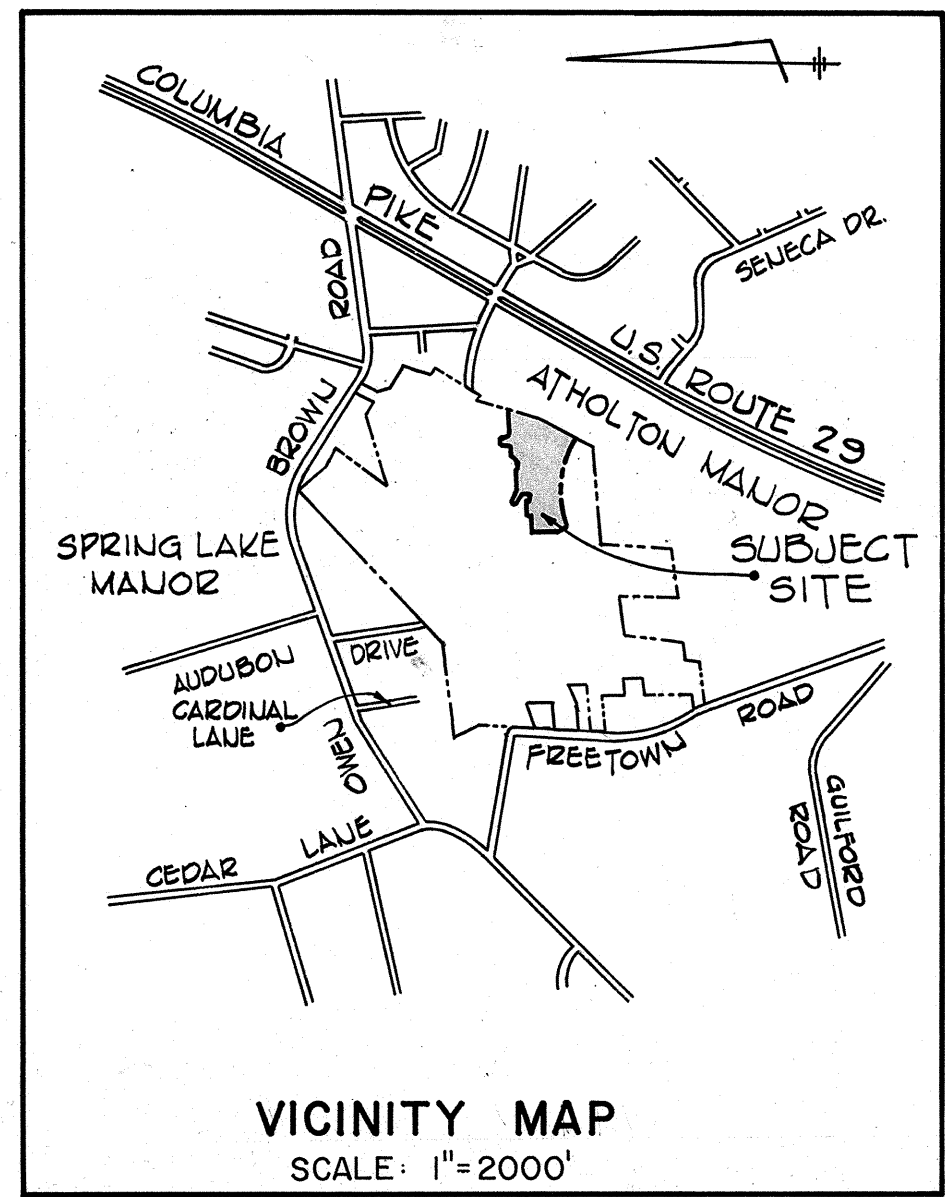 COLUMBIA
PIKE
ROAD
SENECA DR.
U.S. ROUTE 29
ATHOLTON MANOR
BROWN
SPRING LAKE
MANOR
SUBJECT
SITE
AUDUBON
DRIVE
CARDINAL
LANE
OWEN
FREETOWN
ROAD
GUILFORD
ROAD
CEDAR
LANE
VICINITY MAP
SCALE: 1"=2000'